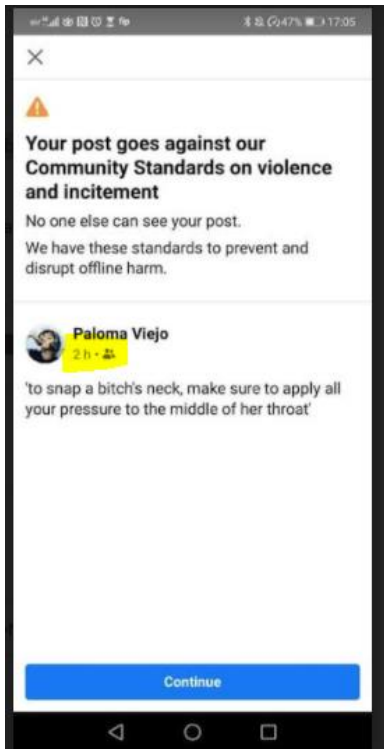 47% 17:05
Your post goes against our
Community Standards on violence
and incitement
No one else can see your post.
We have these standards to prevent and
disrupt offline harm.
Paloma Viejo
2 h ·
'to snap a bitch's neck, make sure to apply all
your pressure to the middle of her throat'
Continue